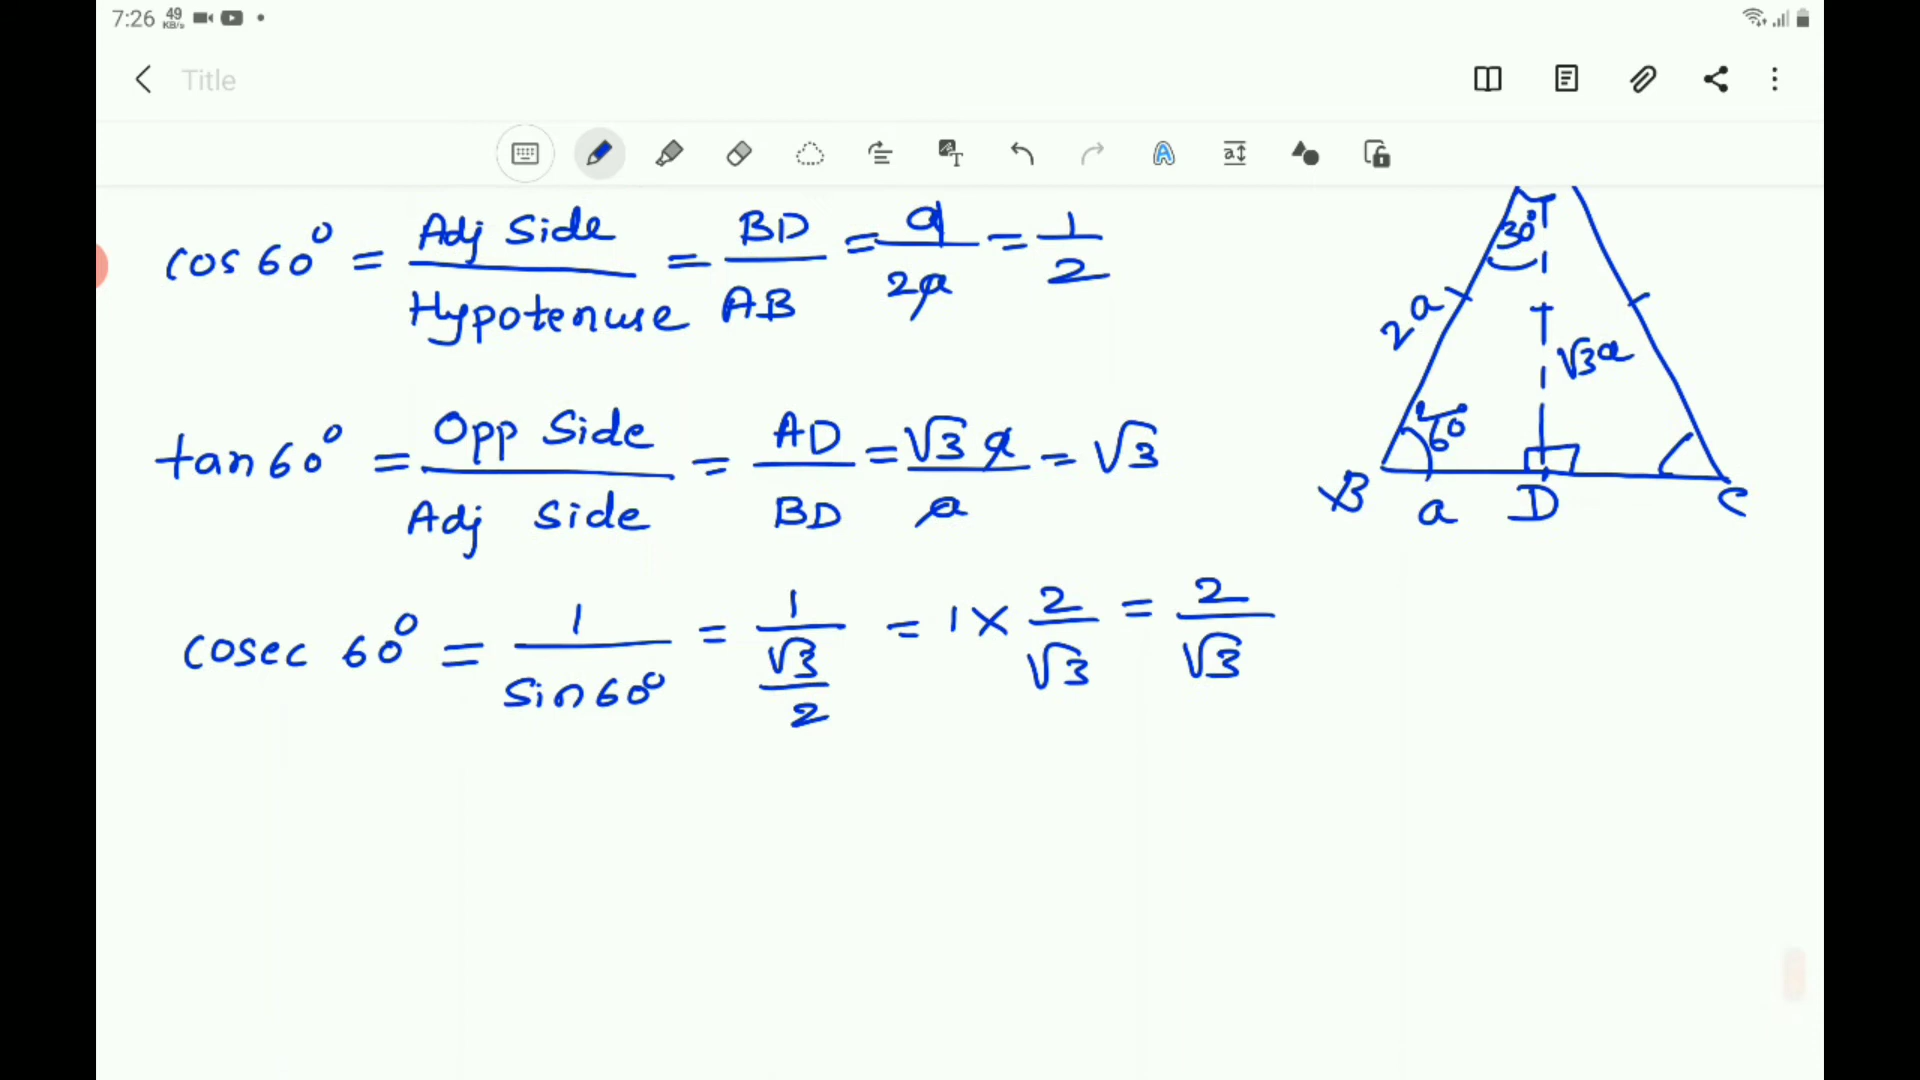 7:26 49 KB/s
Title
cos 60° = Adj Side / Hypotenuse = BD / AB = a / 2a = 1 / 2
tan 60° = Opp Side / Adj Side = AD / BD = √3 a / a = √3
cosec 60° = 1 / sin 60° = 1 / √3/2 = 1 × 2 / √3 = 2 / √3
30°
2a
√3a
60°
B a D C